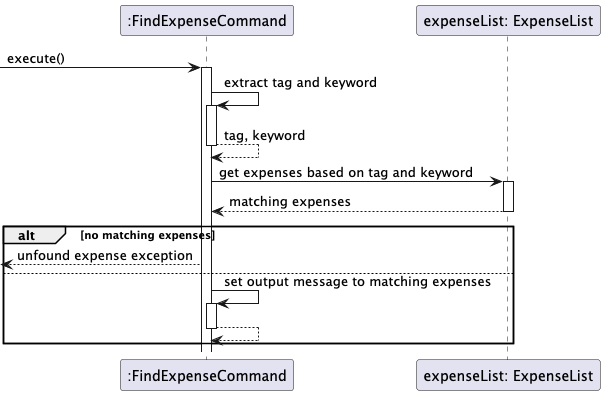 :FindExpenseCommand
expenseList: ExpenseList
execute()
extract tag and keyword
tag, keyword
get expenses based on tag and keyword
matching expenses
alt
[no matching expenses]
unfound expense exception
set output message to matching expenses
:FindExpenseCommand
expenseList: ExpenseList